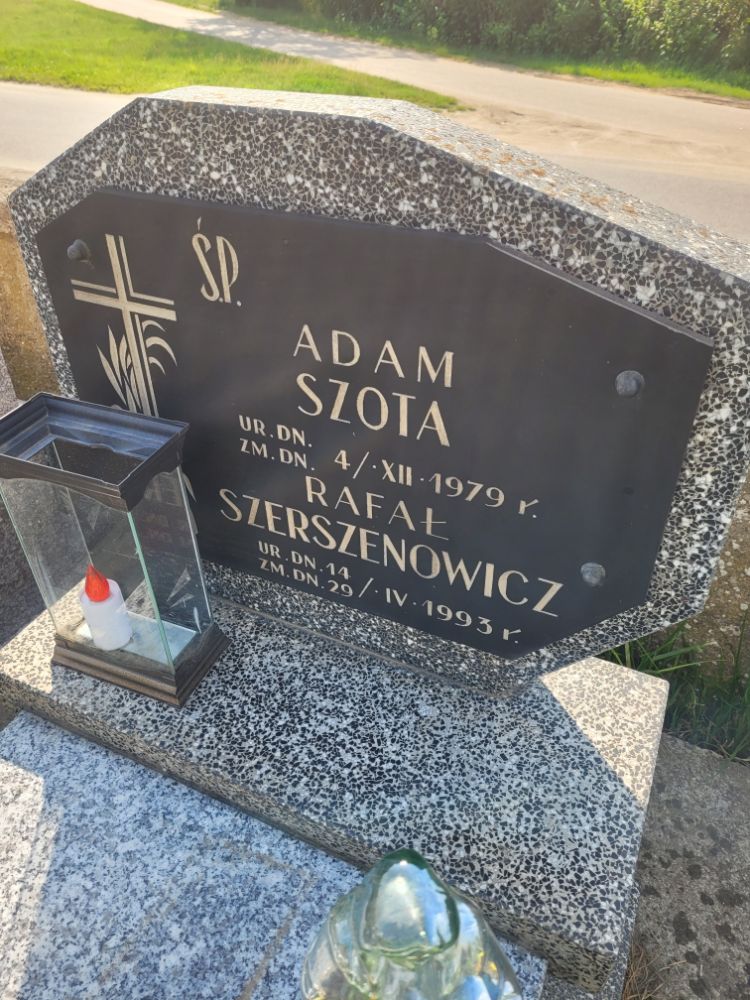 Ś.P.
ADAM
SZOTA
UR. DN.
ZM. DN. 4/·XII·1979 r.
RAFAŁ
SZERSZENOWICZ
UR. DN. 14
ZM. DN. 29/·IV·1993 r.